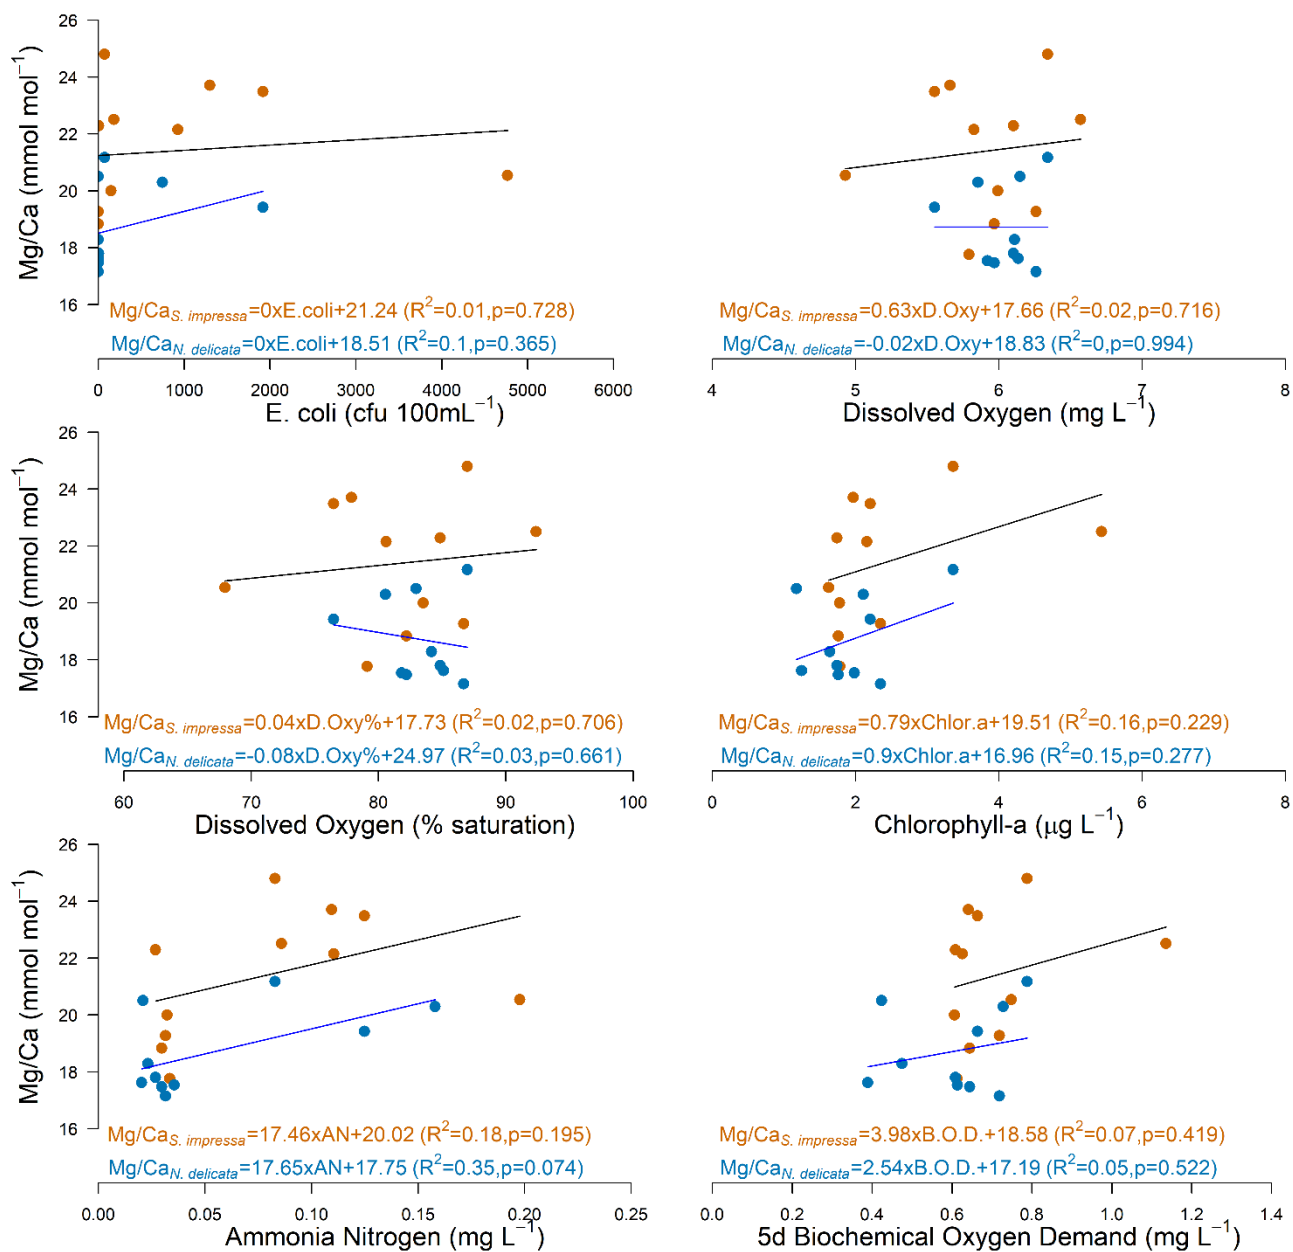 26
24
22
20
18
16
Mg/Ca (mmol mol⁻¹)
Mg/Ca S. impressa=0xE.coli+21.24 (R²=0.01,p=0.728)
Mg/Ca N. delicata=0xE.coli+18.51 (R²=0.1,p=0.365)
0 1000 2000 3000 4000 5000 6000
E. coli (cfu 100mL⁻¹)
Mg/Ca S. impressa=0.63xD.Oxy+17.66 (R²=0.02,p=0.716)
Mg/Ca N. delicata=-0.02xD.Oxy+18.83 (R²=0,p=0.994)
4 5 6 7 8
Dissolved Oxygen (mg L⁻¹)
26
24
22
20
18
16
Mg/Ca (mmol mol⁻¹)
Mg/Ca S. impressa=0.04xD.Oxy%+17.73 (R²=0.02,p=0.706)
Mg/Ca N. delicata=-0.08xD.Oxy%+24.97 (R²=0.03,p=0.661)
60 70 80 90 100
Dissolved Oxygen (% saturation)
Mg/Ca S. impressa=0.79xChlor.a+19.51 (R²=0.16,p=0.229)
Mg/Ca N. delicata=0.9xChlor.a+16.96 (R²=0.15,p=0.277)
0 2 4 6 8
Chlorophyll-a (µg L⁻¹)
26
24
22
20
18
16
Mg/Ca (mmol mol⁻¹)
Mg/Ca S. impressa=17.46xAN+20.02 (R²=0.18,p=0.195)
Mg/Ca N. delicata=17.65xAN+17.75 (R²=0.35,p=0.074)
0.00 0.05 0.10 0.15 0.20 0.25
Ammonia Nitrogen (mg L⁻¹)
Mg/Ca S. impressa=3.98xB.O.D.+18.58 (R²=0.07,p=0.419)
Mg/Ca N. delicata=2.54xB.O.D.+17.19 (R²=0.05,p=0.522)
0.0 0.2 0.4 0.6 0.8 1.0 1.2 1.4
5d Biochemical Oxygen Demand (mg L⁻¹)